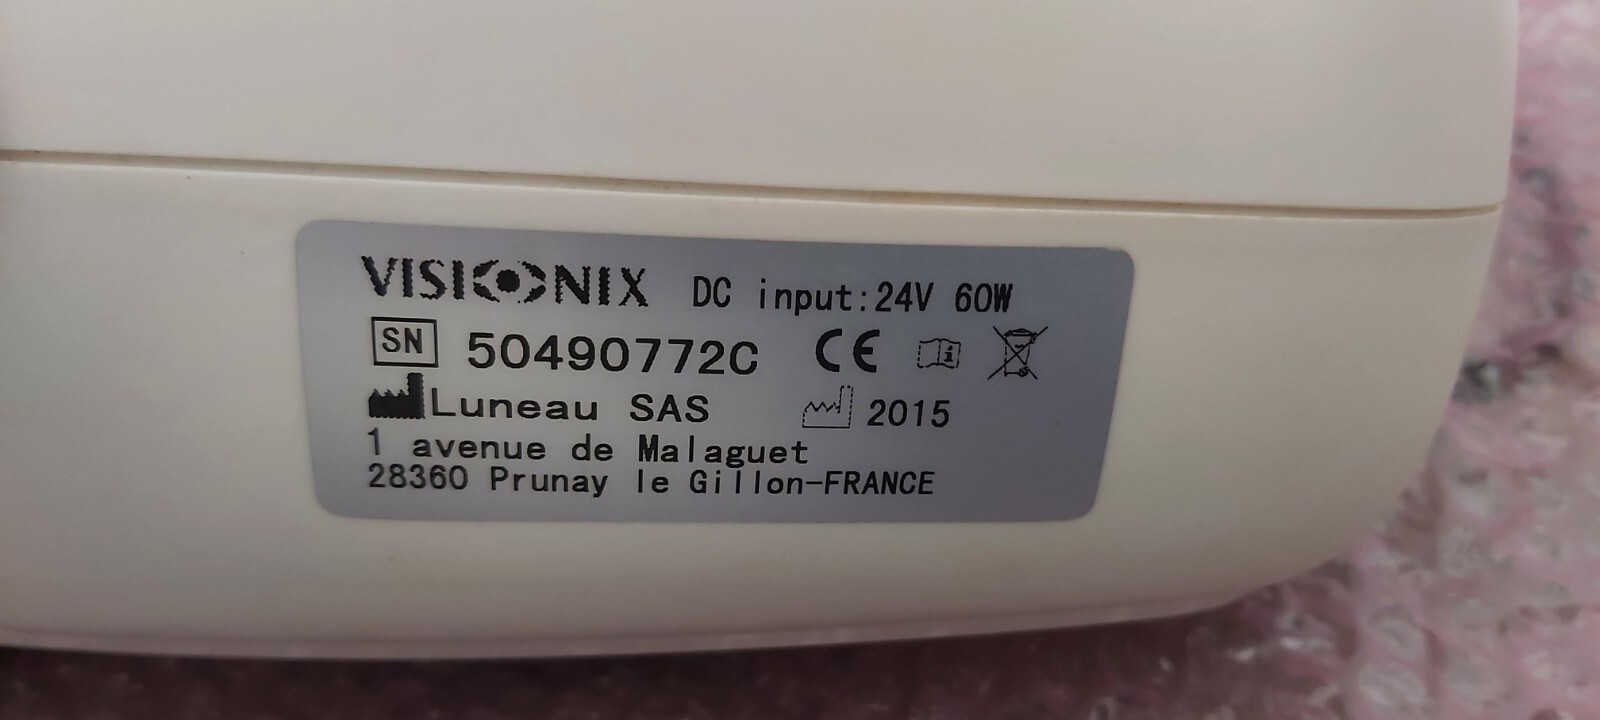 VISIONIX DC input:24V 60W
SN 50490772C CE
Luneau SAS 2015
1 avenue de Malaguet
28360 Prunay le Gillon-FRANCE